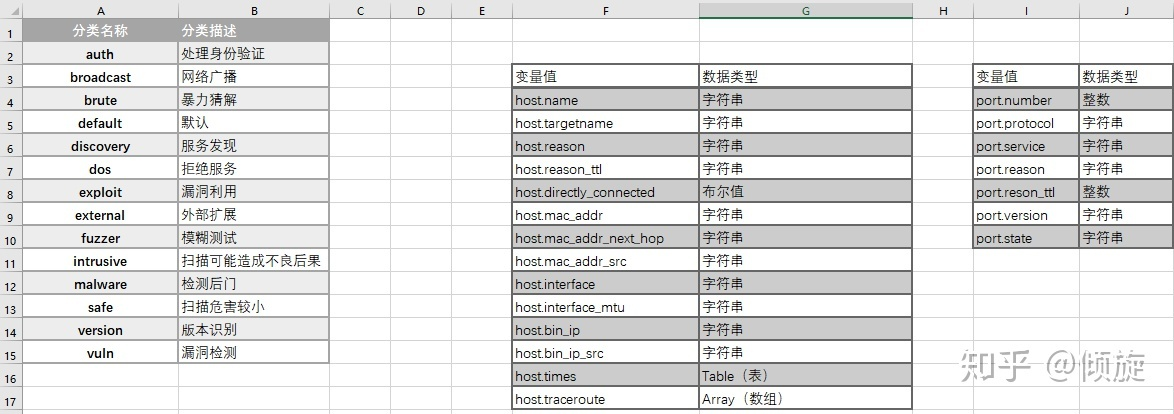 A B C D E F G H I J
1 分类名称 分类描述
2 auth 处理身份验证
3 broadcast 网络广播 变量值 数据类型 变量值 数据类型
4 brute 暴力猜解 host.name 字符串 port.number 整数
5 default 默认 host.targetname 字符串 port.protocol 字符串
6 discovery 服务发现 host.reason 字符串 port.service 字符串
7 dos 拒绝服务 host.reason_ttl 字符串 port.reason 字符串
8 exploit 漏洞利用 host.directly_connected 布尔值 port.reson_ttl 整数
9 external 外部扩展 host.mac_addr 字符串 port.version 字符串
10 fuzzer 模糊测试 host.mac_addr_next_hop 字符串 port.state 字符串
11 intrusive 扫描可能造成不良后果 host.mac_addr_src 字符串
12 malware 检测后门 host.interface 字符串
13 safe 扫描危害较小 host.interface_mtu 字符串
14 version 版本识别 host.bin_ip 字符串
15 vuln 漏洞检测 host.bin_ip_src 字符串
16 host.times Table（表）
17 host.traceroute Array（数组）
知乎 @倾旋